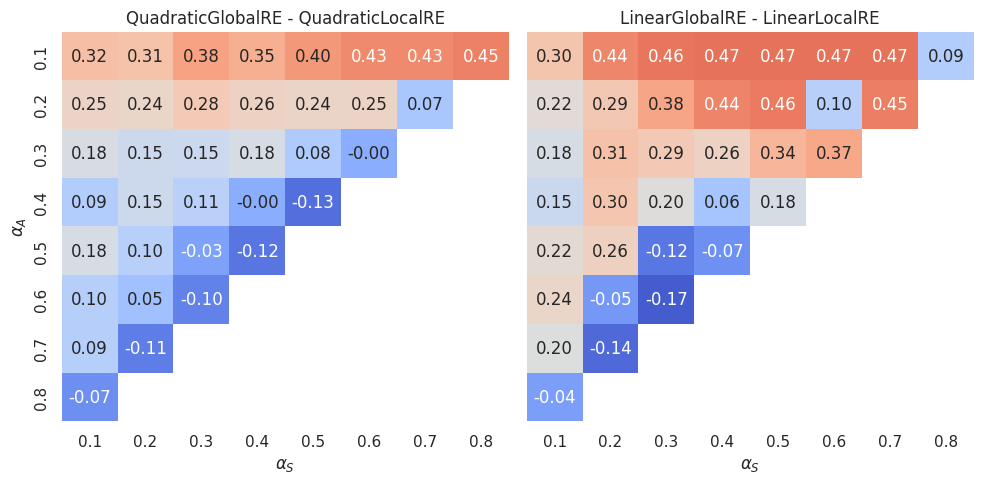 QuadraticGlobalRE - QuadraticLocalRE
LinearGlobalRE - LinearLocalRE
0.1 0.32 0.31 0.38 0.35 0.40 0.43 0.43 0.45
0.30 0.44 0.46 0.47 0.47 0.47 0.47 0.09
0.2 0.25 0.24 0.28 0.26 0.24 0.25 0.07
0.22 0.29 0.38 0.44 0.46 0.10 0.45
0.3 0.18 0.15 0.15 0.18 0.08 -0.00
0.18 0.31 0.29 0.26 0.34 0.37
0.4 0.09 0.15 0.11 -0.00 -0.13
0.15 0.30 0.20 0.06 0.18
α_A
0.5 0.18 0.10 -0.03 -0.12
0.22 0.26 -0.12 -0.07
0.6 0.10 0.05 -0.10
0.24 -0.05 -0.17
0.7 0.09 -0.11
0.20 -0.14
0.8 -0.07
-0.04
0.1 0.2 0.3 0.4 0.5 0.6 0.7 0.8
0.1 0.2 0.3 0.4 0.5 0.6 0.7 0.8
α_S
α_S